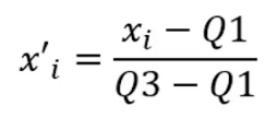 x'ᵢ = (xᵢ − Q1) / (Q3 − Q1)